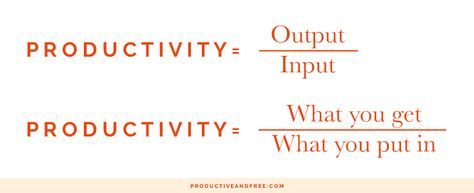 PRODUCTIVITY = Output
Input
PRODUCTIVITY = What you get
What you put in
PRODUCTIVEANDFREE.COM